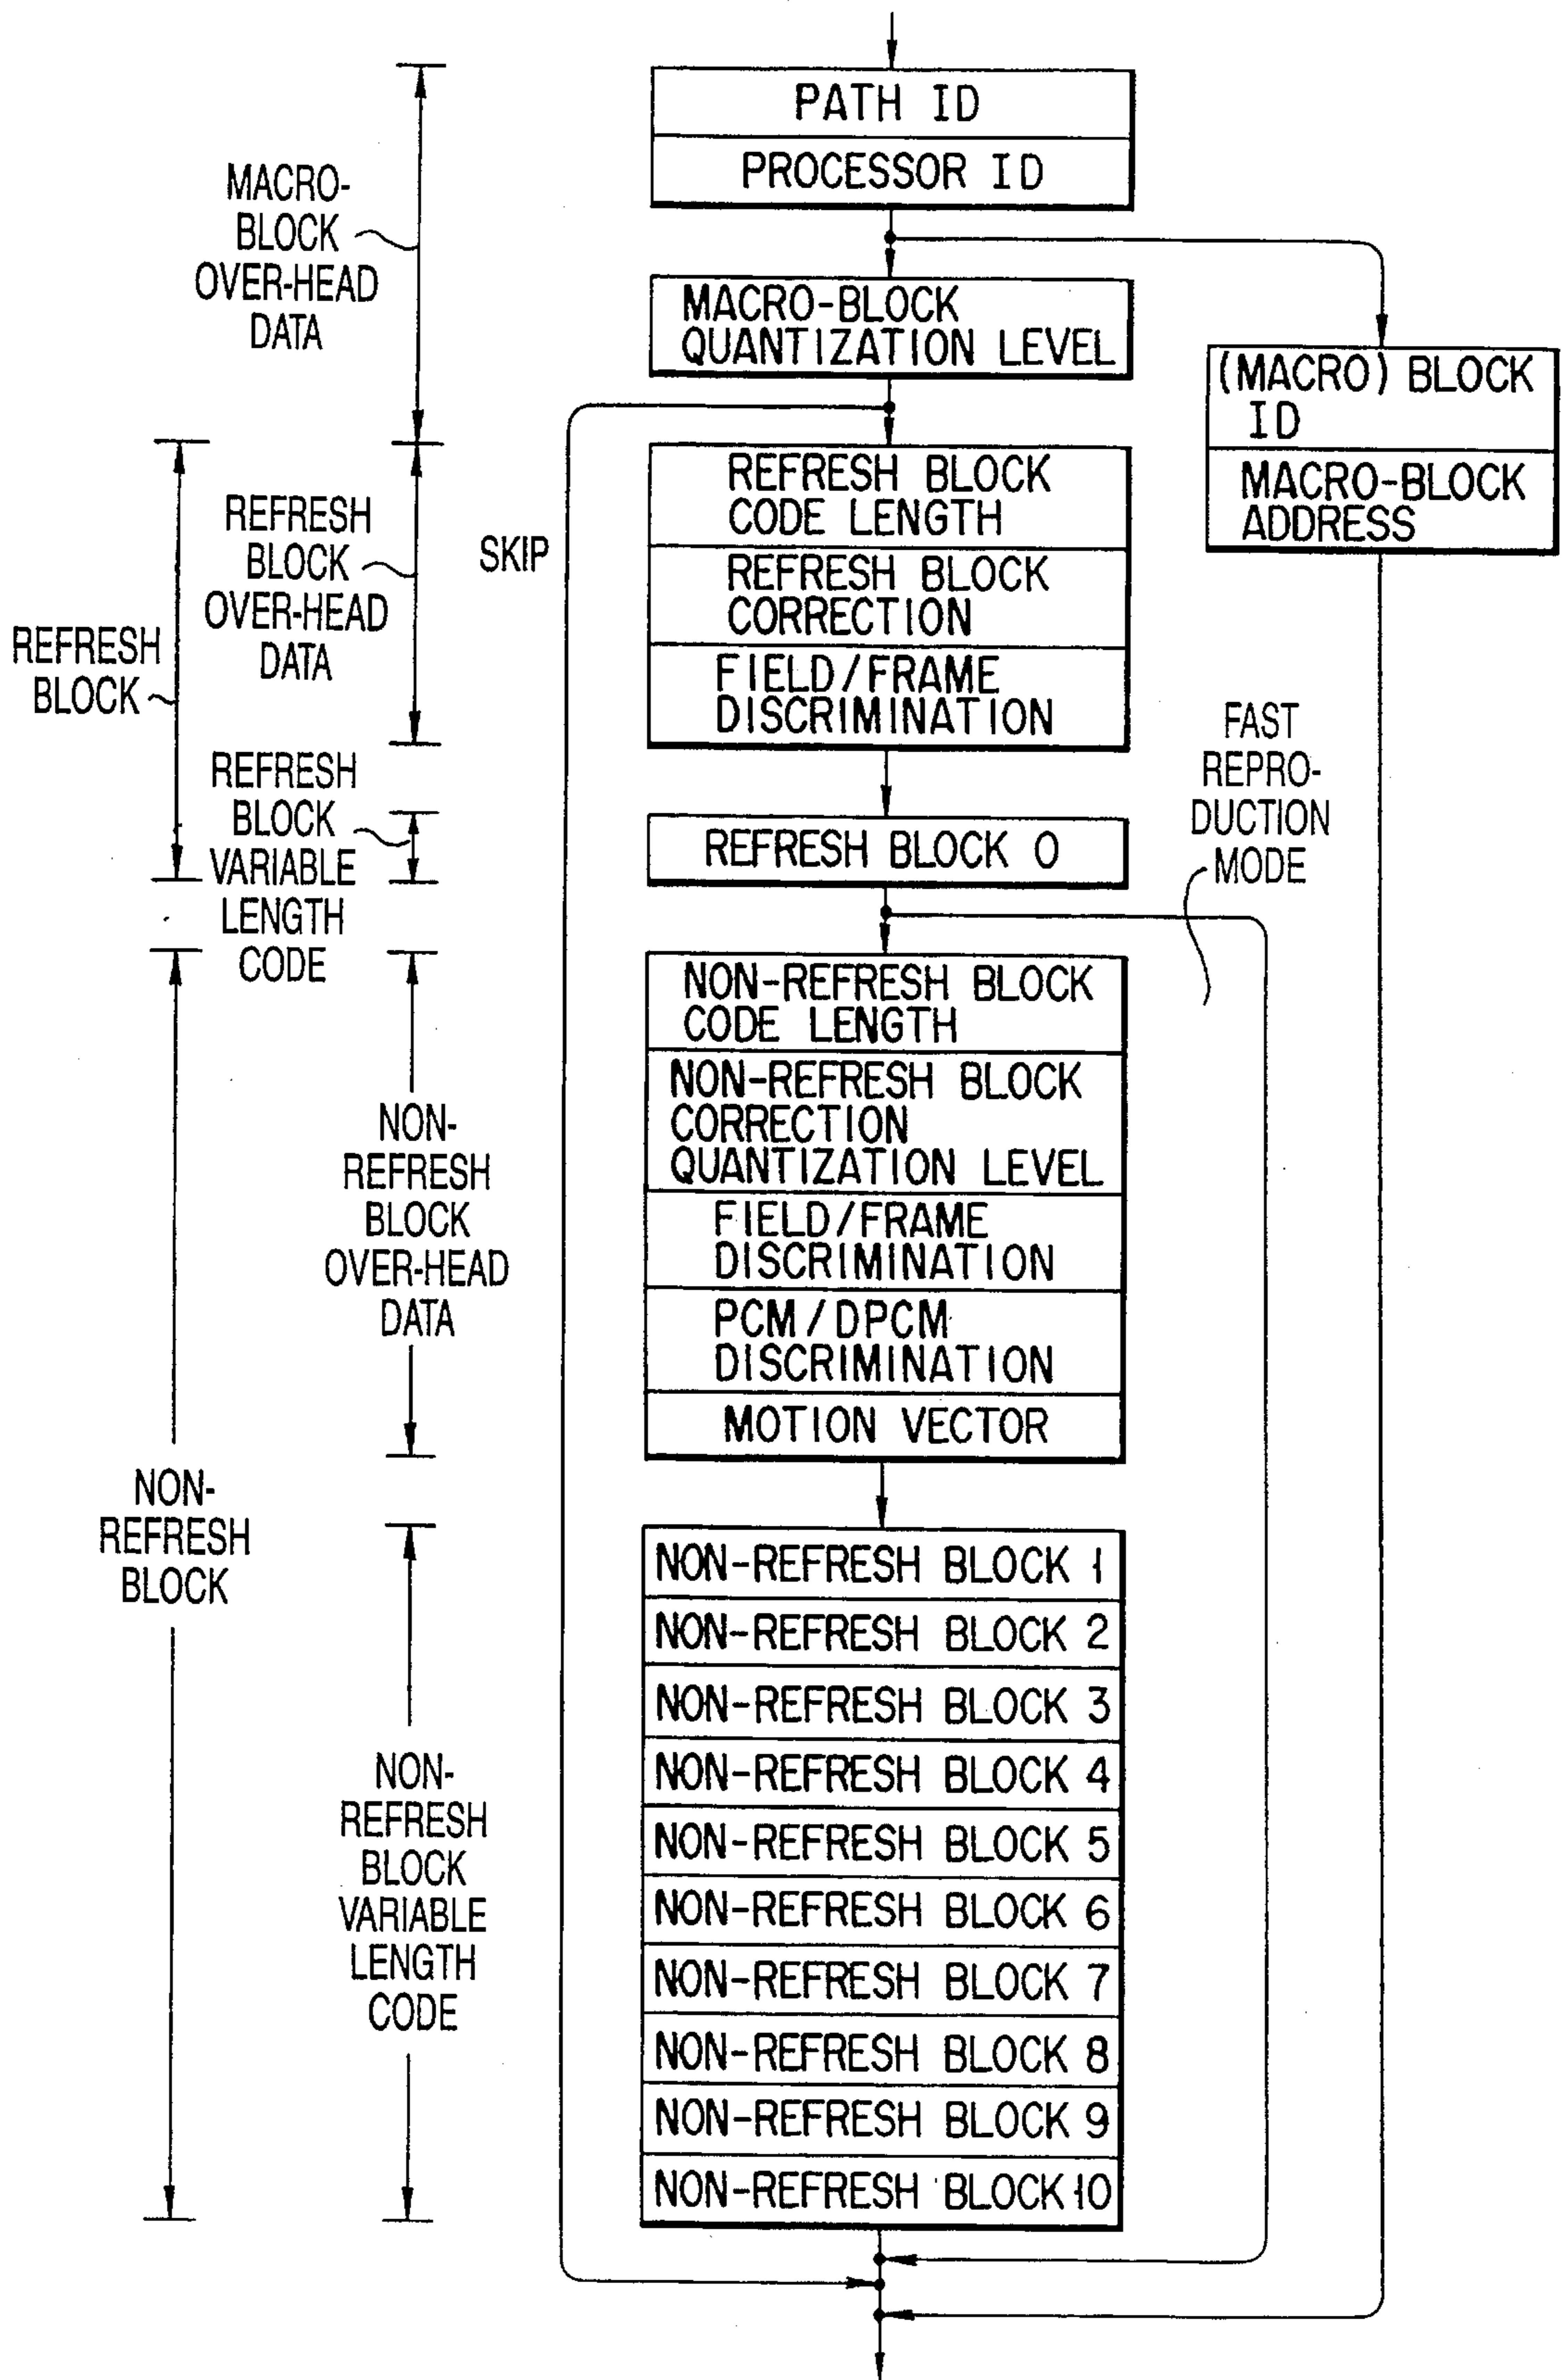 PATH ID
PROCESSOR ID
MACRO-
BLOCK
OVER-HEAD
DATA
MACRO-BLOCK
QUANTIZATION LEVEL
(MACRO) BLOCK
ID
MACRO-BLOCK
ADDRESS
SKIP
REFRESH BLOCK
CODE LENGTH
REFRESH BLOCK
CORRECTION
FIELD/FRAME
DISCRIMINATION
REFRESH
BLOCK
OVER-HEAD
DATA
REFRESH
BLOCK
REFRESH
BLOCK
VARIABLE
LENGTH
CODE
REFRESH BLOCK 0
FAST
REPRO-
DUCTION
MODE
NON-REFRESH BLOCK
CODE LENGTH
NON-REFRESH BLOCK
CORRECTION
QUANTIZATION LEVEL
FIELD/FRAME
DISCRIMINATION
PCM/DPCM
DISCRIMINATION
MOTION VECTOR
NON-
REFRESH
BLOCK
OVER-HEAD
DATA
NON-
REFRESH
BLOCK
NON-REFRESH BLOCK 1
NON-REFRESH BLOCK 2
NON-REFRESH BLOCK 3
NON-REFRESH BLOCK 4
NON-REFRESH BLOCK 5
NON-REFRESH BLOCK 6
NON-REFRESH BLOCK 7
NON-REFRESH BLOCK 8
NON-REFRESH BLOCK 9
NON-REFRESH BLOCK 10
NON-
REFRESH
BLOCK
VARIABLE
LENGTH
CODE